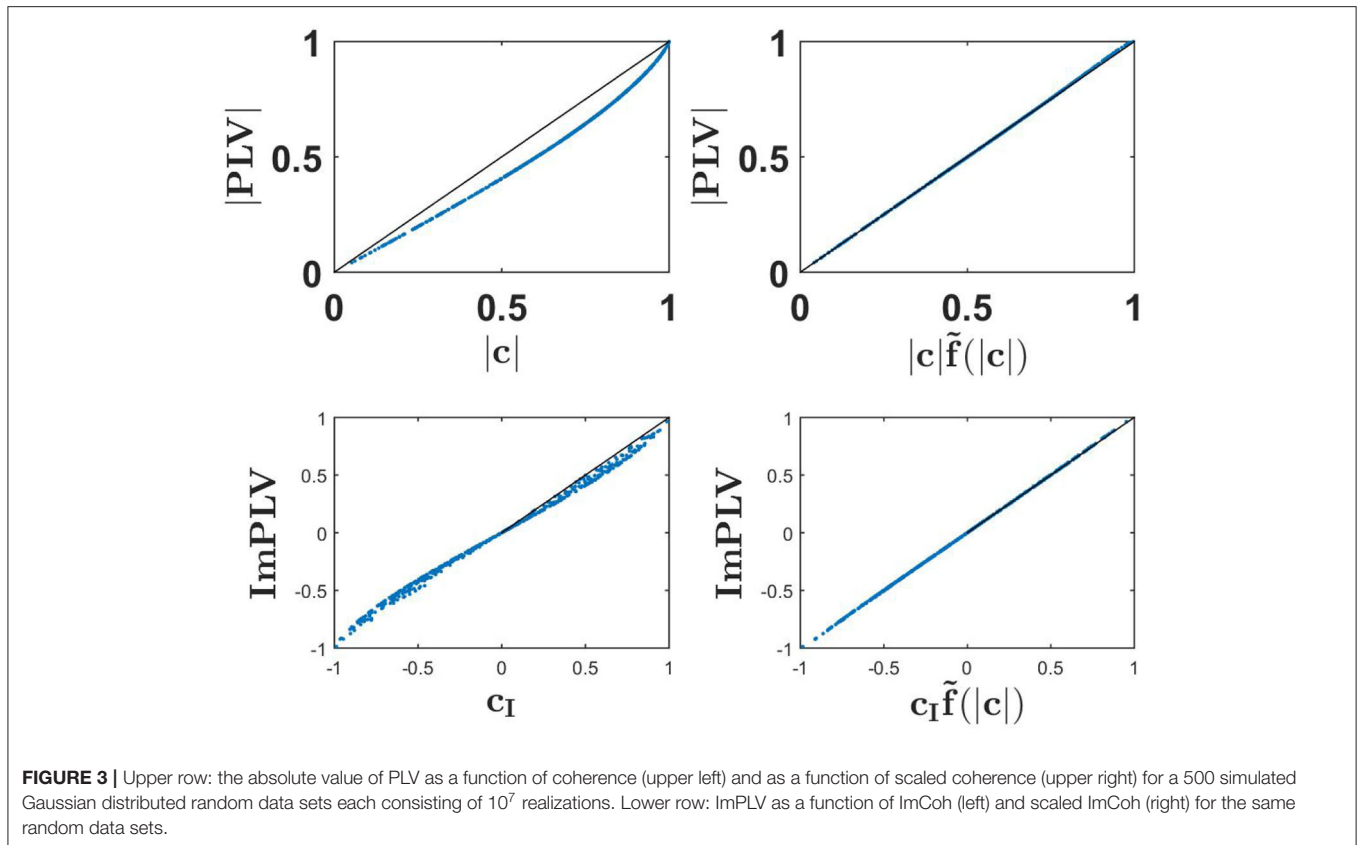 1
0.5
0
|PLV|
0
0.5
1
|c|
1
0.5
0
|PLV|
0
0.5
1
|c|f̃(|c|)
1
0.5
0
-0.5
-1
ImPLV
-1
-0.5
0
0.5
1
c_I
1
0.5
0
-0.5
-1
ImPLV
-1
-0.5
0
0.5
1
c_I f̃(|c|)
FIGURE 3 | Upper row: the absolute value of PLV as a function of coherence (upper left) and as a function of scaled coherence (upper right) for a 500 simulated
Gaussian distributed random data sets each consisting of 10⁷ realizations. Lower row: ImPLV as a function of ImCoh (left) and scaled ImCoh (right) for the same
random data sets.